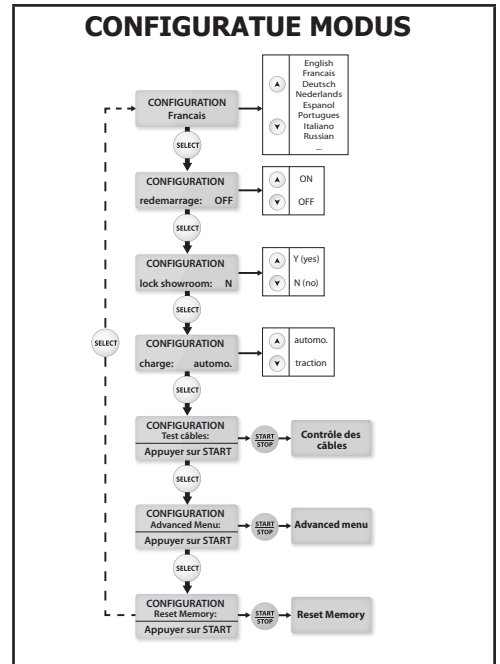 CONFIGURATUE MODUS
CONFIGURATION
Francais
English
Francais
Deutsch
Nederlands
Espanol
Portugues
Italiano
Russian
...
SELECT
CONFIGURATION
redemarrage: OFF
ON
OFF
SELECT
CONFIGURATION
lock showroom: N
Y (yes)
N (no)
SELECT
SELECT
CONFIGURATION
charge: automo.
automo.
traction
SELECT
CONFIGURATION
Test câbles:
Appuyer sur START
START
STOP
Contrôle des
câbles
SELECT
CONFIGURATION
Advanced Menu:
Appuyer sur START
START
STOP
Advanced menu
SELECT
CONFIGURATION
Reset Memory:
Appuyer sur START
START
STOP
Reset Memory